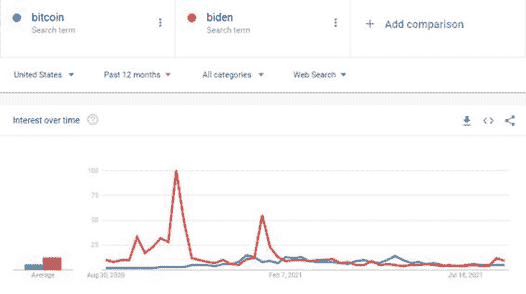 bitcoin
Search term
biden
Search term
+ Add comparison
United States
Past 12 months
All categories
Web Search
Interest over time
100
75
50
25
Average
Aug 30, 2020
Feb 7, 2021
Jul 18, 2021